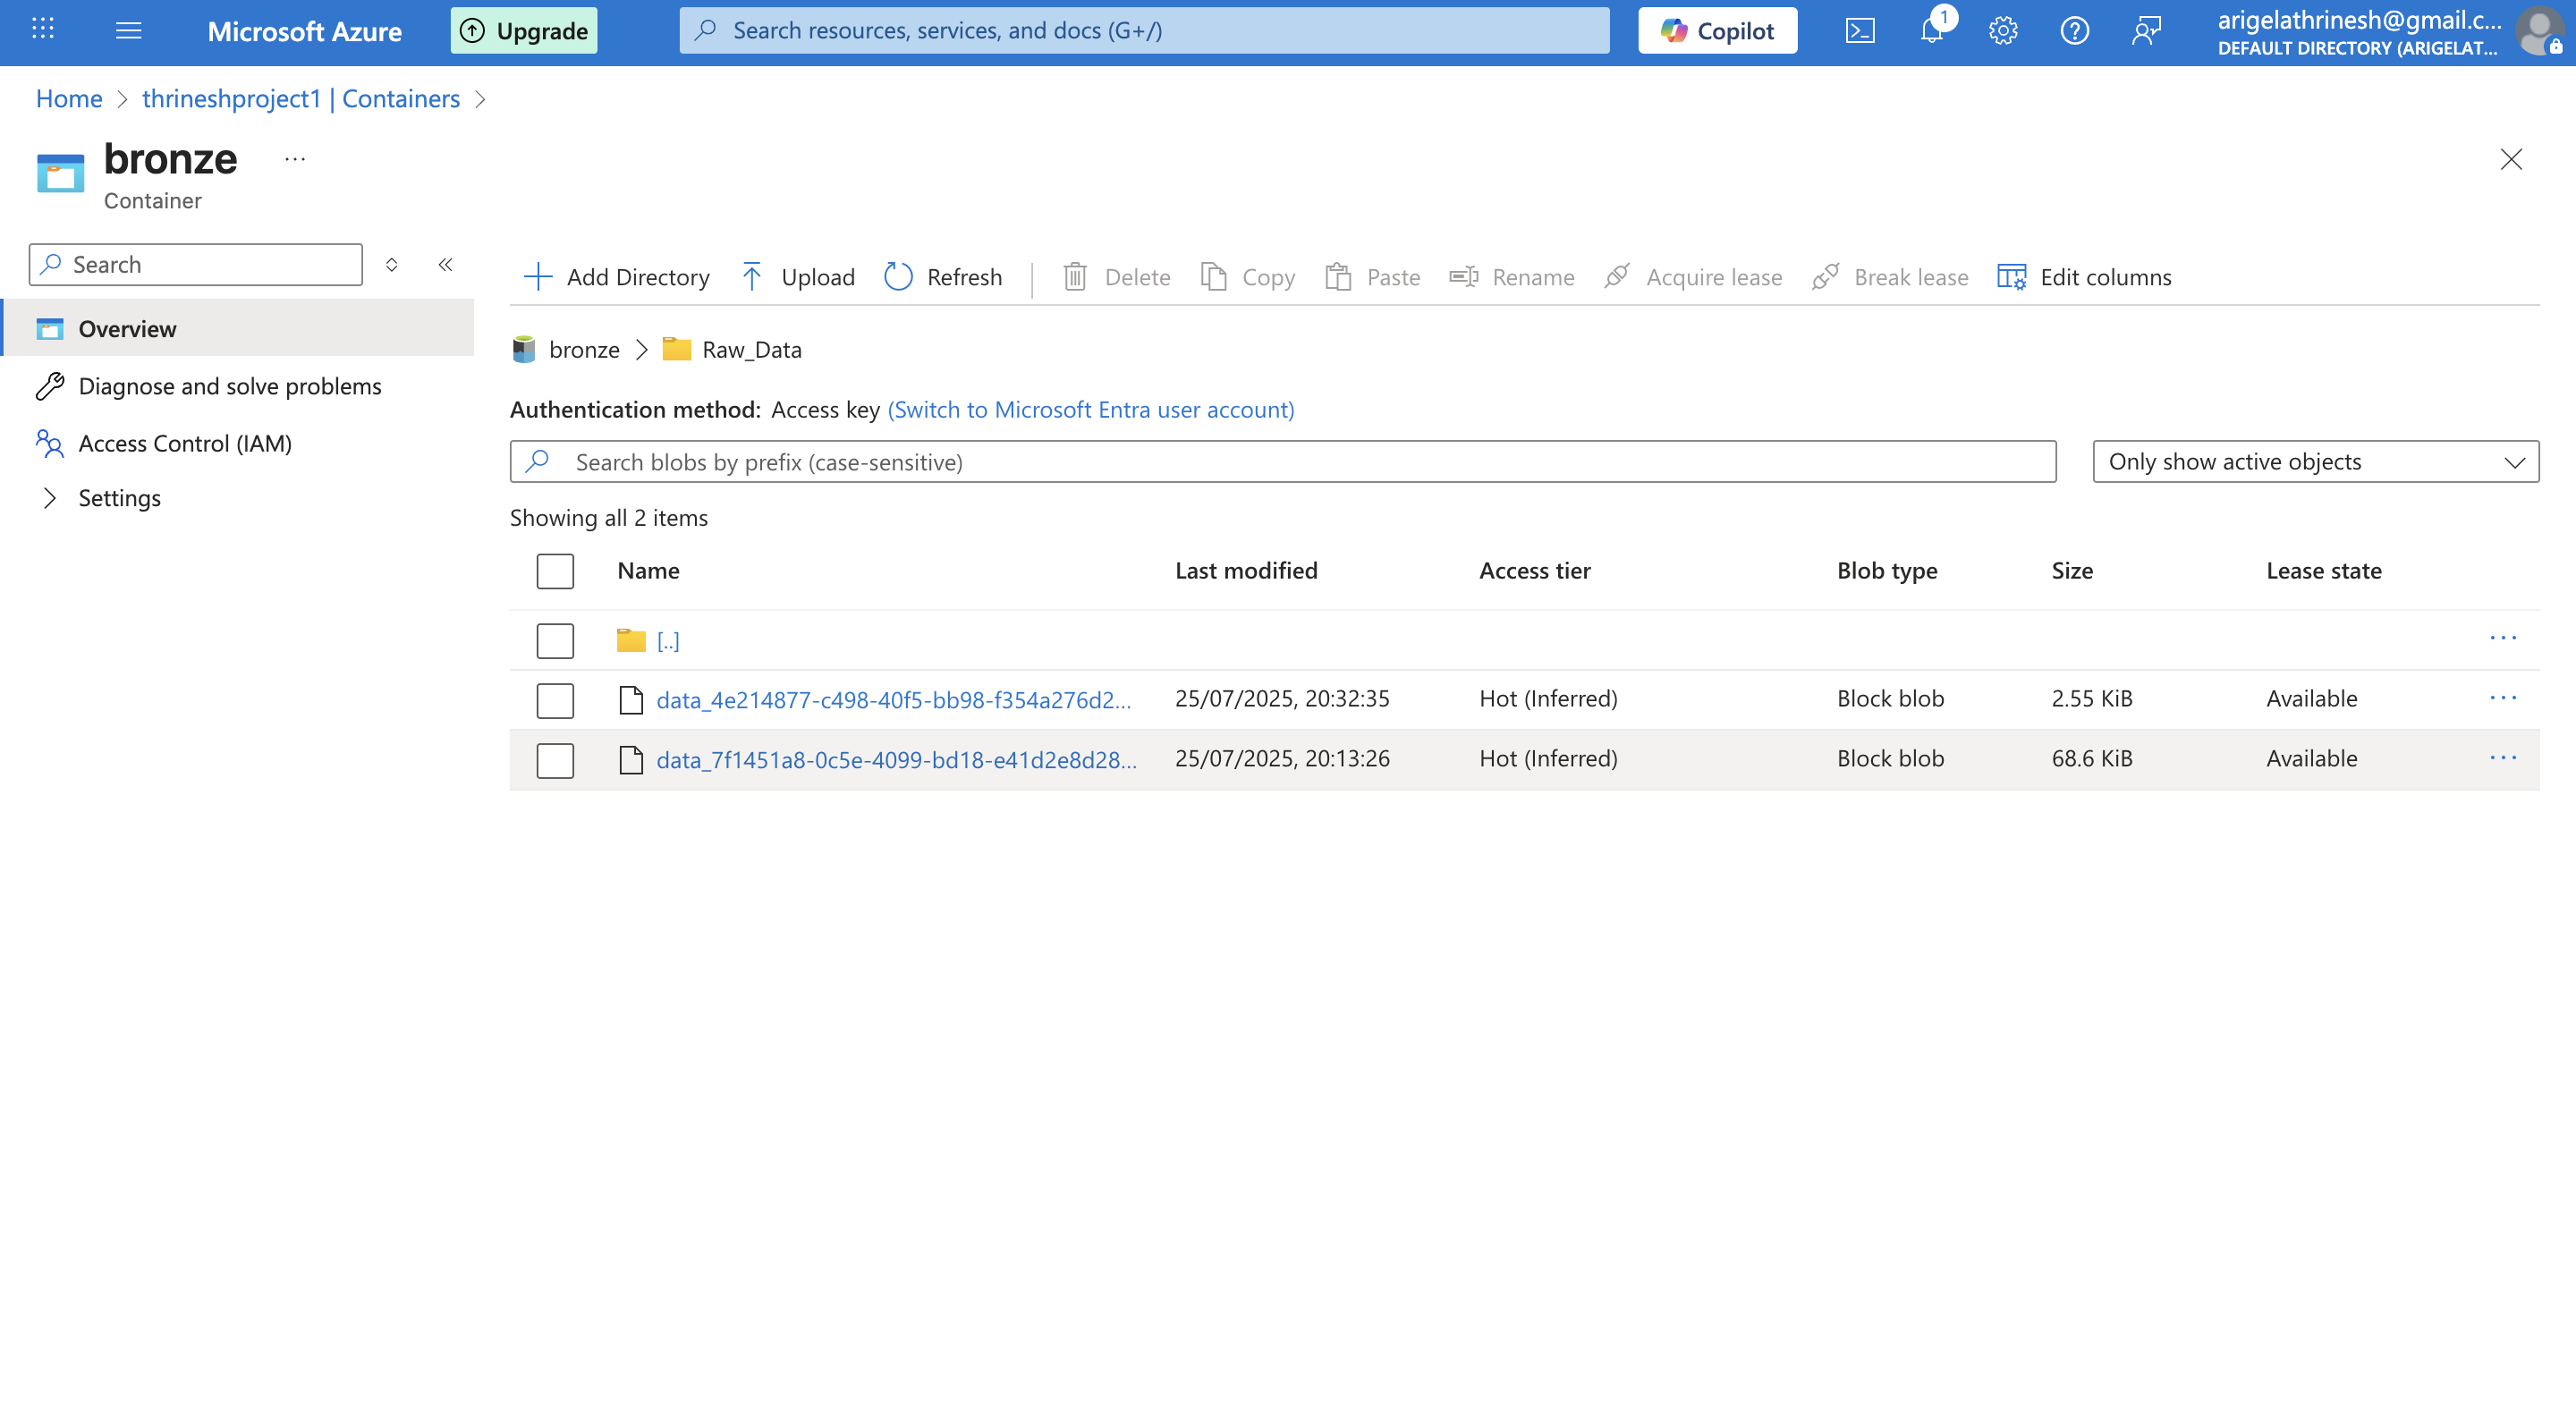 Microsoft Azure
Upgrade
Search resources, services, and docs (G+/)
Copilot
1
arigelathrinesh@gmail.c...
DEFAULT DIRECTORY (ARIGELAT...
Home > thrineshproject1 | Containers >
bronze ...
Container
Search
Overview
Diagnose and solve problems
Access Control (IAM)
Settings
Add Directory Upload Refresh Delete Copy Paste Rename Acquire lease Break lease Edit columns
bronze > Raw_Data
Authentication method: Access key (Switch to Microsoft Entra user account)
Search blobs by prefix (case-sensitive)
Only show active objects
Showing all 2 items
Name Last modified Access tier Blob type Size Lease state
[..] ...
data_4e214877-c498-40f5-bb98-f354a276d2... 25/07/2025, 20:32:35 Hot (Inferred) Block blob 2.55 KiB Available ...
data_7f1451a8-0c5e-4099-bd18-e41d2e8d28... 25/07/2025, 20:13:26 Hot (Inferred) Block blob 68.6 KiB Available ...